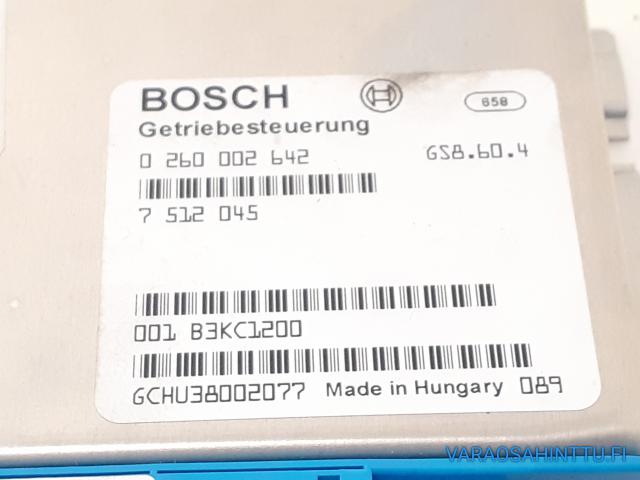 BOSCH 658
Getriebesteuerung
0 260 002 642 GS8.60.4
7 512 045
001 B3KC1200
GCHU38002077 Made in Hungary 089
VARAOSAHINTTU.FI